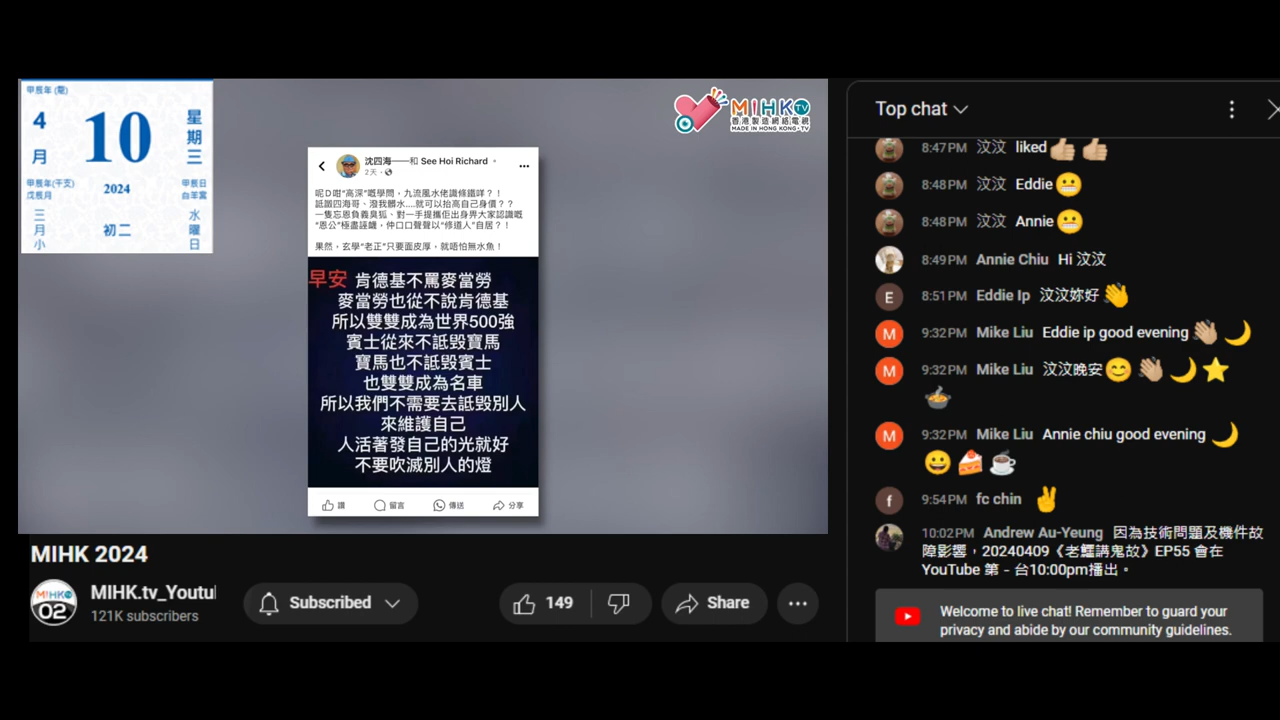 甲辰年 (龍)
4
月
10
星
期
三
甲辰年(干支)
戊辰月
2024
甲辰日
白羊宮
三
月
小
初二
水
曜
日
MIHK TV
香港製造網絡電視
MADE IN HONG KONG . TV
沈四海——和 See Hoi Richard
2天
呢D咁“高深”嘅學問，九流風水佬識條鐵咩？！
詆譭四海哥、潑我髒水....就可以抬高自己身價？？
一隻忘恩負義臭狐、對一手提攜佢出身畀大家認識嘅
“恩公”極盡誣衊，仲口口聲聲以“修道人”自居？！
果然，玄學“老正”只要面皮厚，就唔怕無水魚！
早安 肯德基不罵麥當勞
麥當勞也從不說肯德基
所以雙雙成為世界500強
賓士從來不詆毀寶馬
寶馬也不詆毀賓士
也雙雙成為名車
所以我們不需要去詆毀別人
來維護自己
人活著發自己的光就好
不要吹滅別人的燈
讚 留言 傳送 分享
MIHK 2024
MIHK 02
MIHK.tv_Youtu
121K subscribers
Subscribed
149
Share
Top chat
8:47 PM 汶汶 liked👍🏼👍🏼
8:48 PM 汶汶 Eddie😬
8:48 PM 汶汶 Annie😬
8:49 PM Annie Chiu Hi 汶汶
E 8:51 PM Eddie Ip 汶汶妳好👋
M 9:32 PM Mike Liu Eddie ip good evening👋🏼🌙
M 9:32 PM Mike Liu 汶汶晚安😊👋🏼🌙⭐
🍲
M 9:32 PM Mike Liu Annie chiu good evening🌙
😀🍰☕
f 9:54 PM fc chin ✌
10:02 PM Andrew Au-Yeung 因為技術問題及機件故
障影響，20240409《老鑼講鬼故》EP55 會在
YouTube 第 - 台10:00pm播出。
Welcome to live chat! Remember to guard your
privacy and abide by our community guidelines.